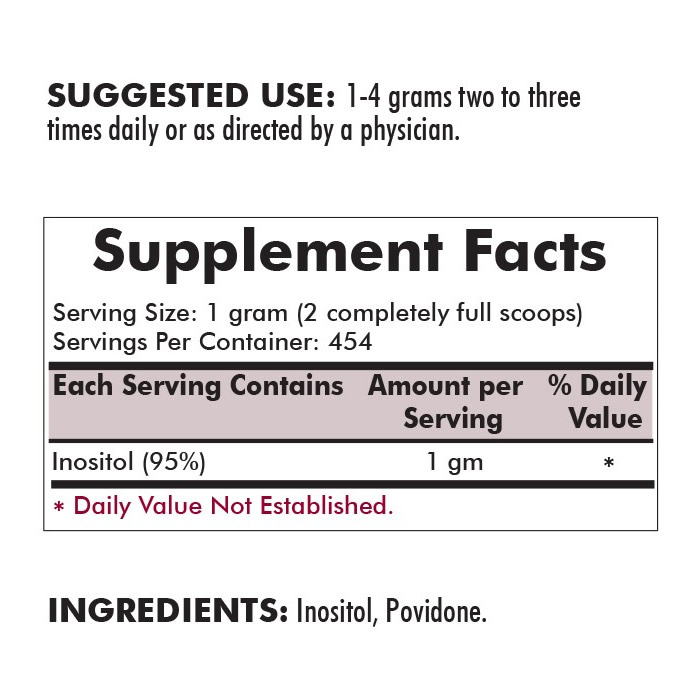 SUGGESTED USE: 1-4 grams two to three
times daily or as directed by a physician.
Supplement Facts
Serving Size: 1 gram (2 completely full scoops)
Servings Per Container: 454
Each Serving Contains Amount per % Daily
Serving Value
Inositol (95%) 1 gm *
* Daily Value Not Established.
INGREDIENTS: Inositol, Povidone.